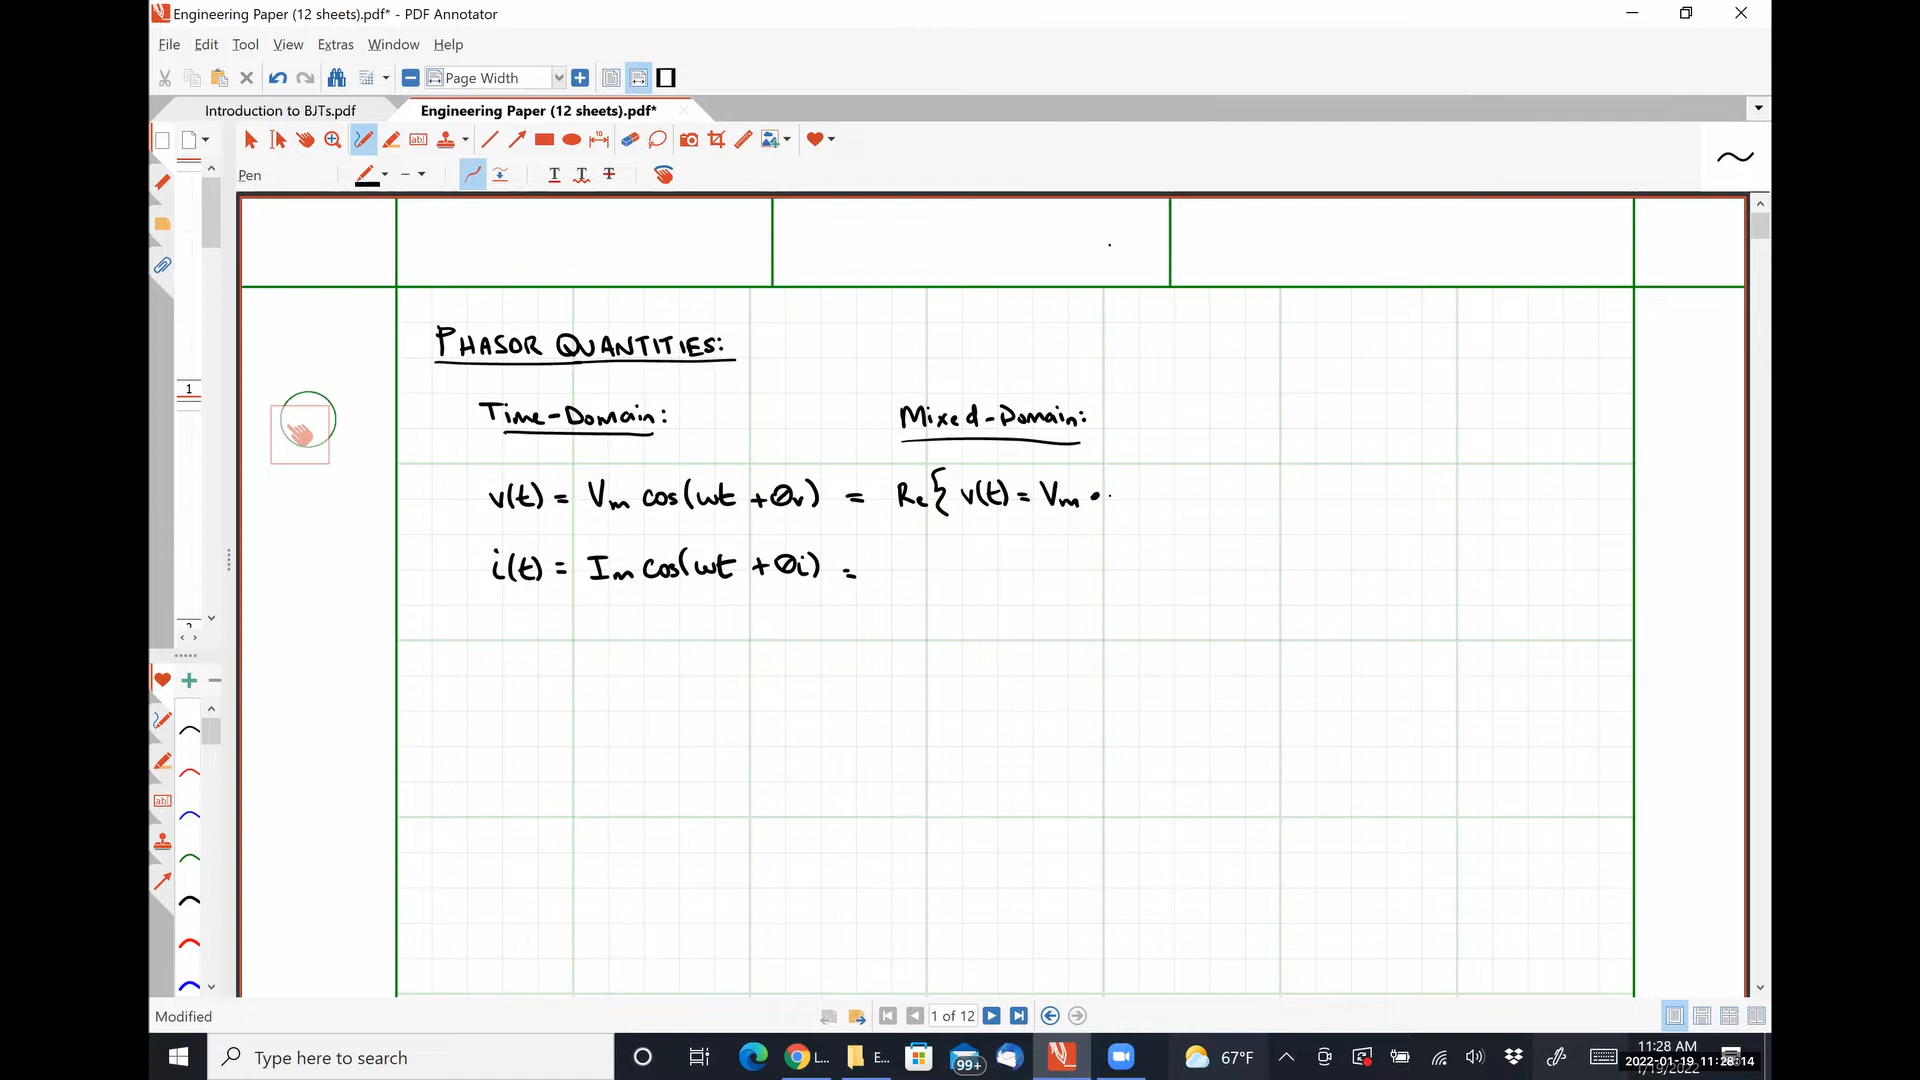 Engineering Paper (12 sheets).pdf* - PDF Annotator
File Edit Tool View Extras Window Help
Page Width
Introduction to BJTs.pdf
Engineering Paper (12 sheets).pdf*
Pen
1
PHASOR QUANTITIES:
Time-Domain: Mixed-Domain:
v(t) = Vm cos(ωt + θv) = Re{ v(t) = Vm •
i(t) = Im cos(ωt + θi) =
Modified
1 of 12
Type here to search
L...
E...
99+
67°F
11:28 AM
2022-01-19 11:28:14